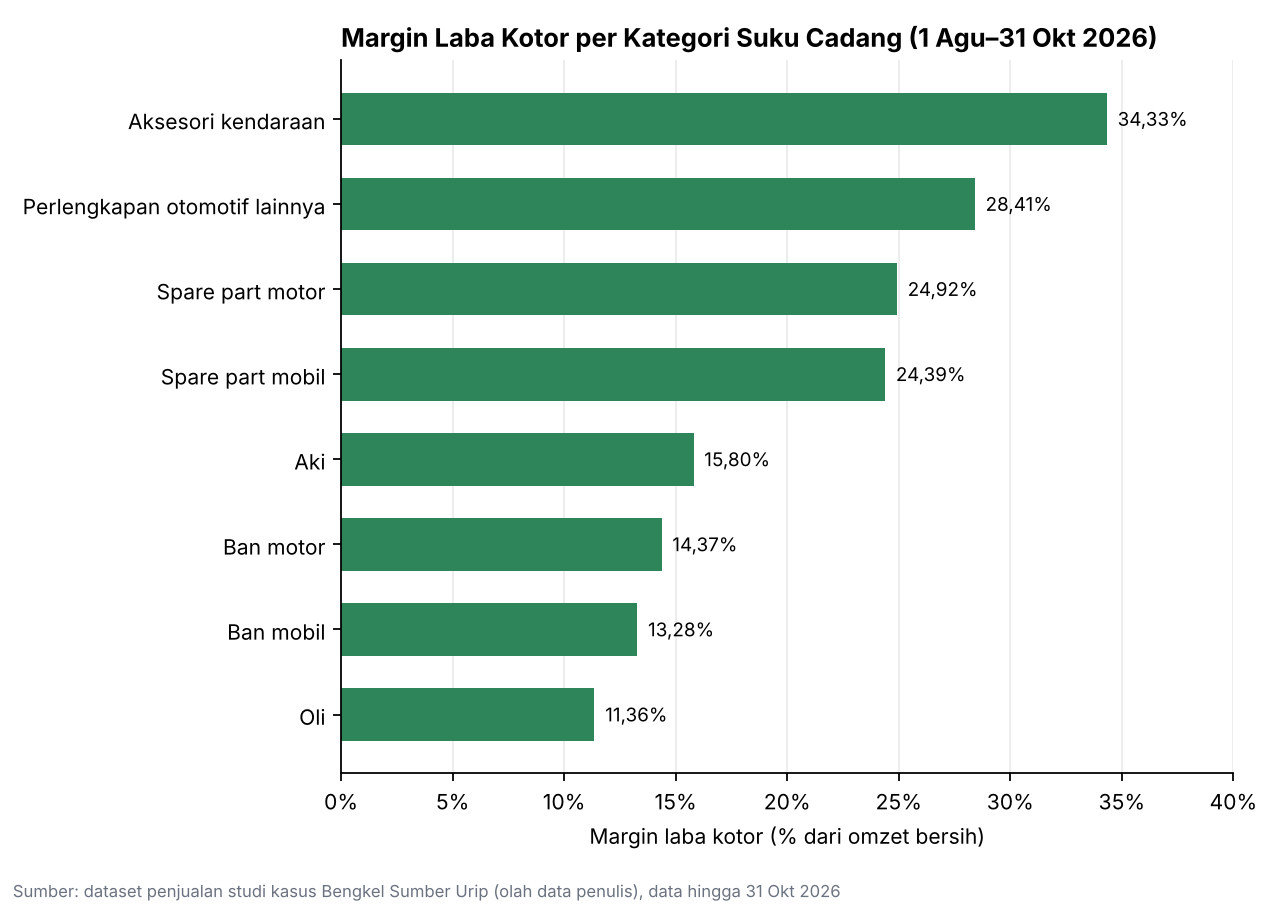 Margin Laba Kotor per Kategori Suku Cadang (1 Agu–31 Okt 2026)
Aksesori kendaraan 34,33%
Perlengkapan otomotif lainnya 28,41%
Spare part motor 24,92%
Spare part mobil 24,39%
Aki 15,80%
Ban motor 14,37%
Ban mobil 13,28%
Oli 11,36%
0% 5% 10% 15% 20% 25% 30% 35% 40%
Margin laba kotor (% dari omzet bersih)
Sumber: dataset penjualan studi kasus Bengkel Sumber Urip (olah data penulis), data hingga 31 Okt 2026